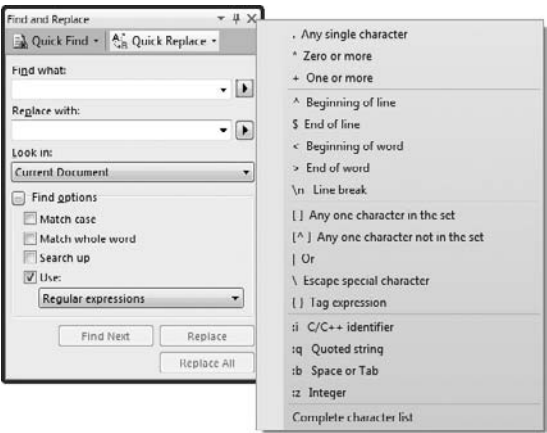 Find and Replace
Quick Find
Quick Replace
Find what:
Replace with:
Look in:
Current Document
Find options
Match case
Match whole word
Search up
Use:
Regular expressions
Find Next
Replace
Replace All
. Any single character
* Zero or more
+ One or more
^ Beginning of line
$ End of line
< Beginning of word
> End of word
\n Line break
[ ] Any one character in the set
[^ ] Any one character not in the set
| Or
\ Escape special character
{ } Tag expression
:i C/C++ identifier
:q Quoted string
:b Space or Tab
:z Integer
Complete character list